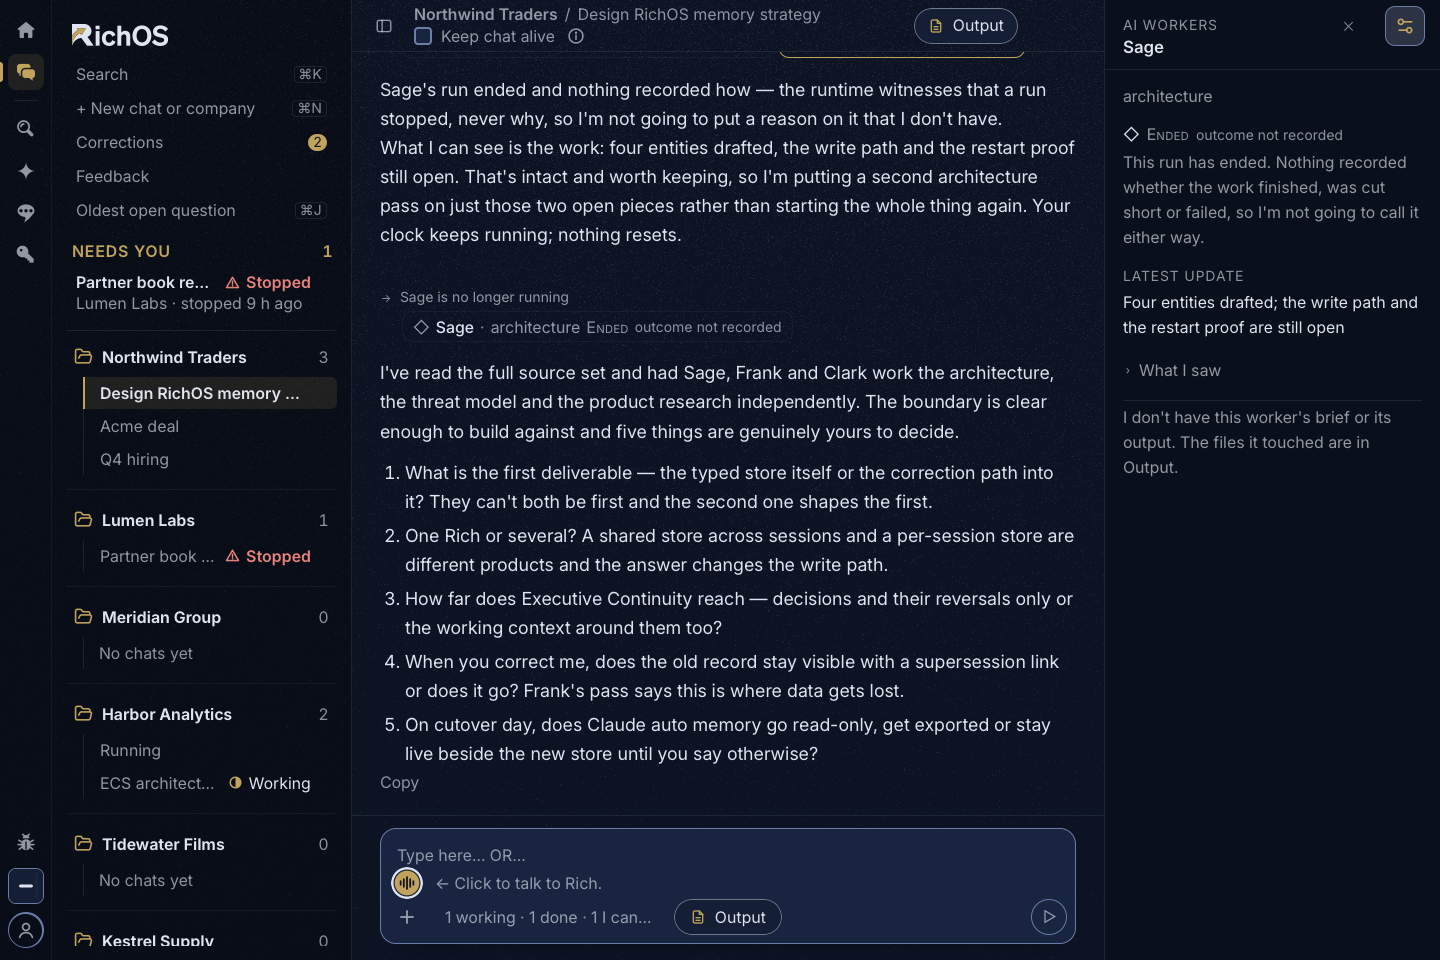 RichOS
Search ⌘K
+ New chat or company ⌘N
Corrections 2
Feedback
Oldest open question ⌘J
NEEDS YOU 1
Partner book re... Stopped
Lumen Labs · stopped 9 h ago
Northwind Traders 3
Design RichOS memory ...
Acme deal
Q4 hiring
Lumen Labs 1
Partner book ... Stopped
Meridian Group 0
No chats yet
Harbor Analytics 2
Running
ECS architect... Working
Tidewater Films 0
No chats yet
Kestrel Supply 0
Northwind Traders / Design RichOS memory strategy
Keep chat alive
Output
Sage's run ended and nothing recorded how — the runtime witnesses that a run
stopped, never why, so I'm not going to put a reason on it that I don't have.
What I can see is the work: four entities drafted, the write path and the restart proof
still open. That's intact and worth keeping, so I'm putting a second architecture
pass on just those two open pieces rather than starting the whole thing again. Your
clock keeps running; nothing resets.
→ Sage is no longer running
Sage · architecture ENDED outcome not recorded
I've read the full source set and had Sage, Frank and Clark work the architecture,
the threat model and the product research independently. The boundary is clear
enough to build against and five things are genuinely yours to decide.
1. What is the first deliverable — the typed store itself or the correction path into
it? They can't both be first and the second one shapes the first.
2. One Rich or several? A shared store across sessions and a per-session store are
different products and the answer changes the write path.
3. How far does Executive Continuity reach — decisions and their reversals only or
the working context around them too?
4. When you correct me, does the old record stay visible with a supersession link
or does it go? Frank's pass says this is where data gets lost.
5. On cutover day, does Claude auto memory go read-only, get exported or stay
live beside the new store until you say otherwise?
Copy
Type here... OR...
← Click to talk to Rich.
+ 1 working · 1 done · 1 I can... Output
AI WORKERS
Sage
architecture
ENDED outcome not recorded
This run has ended. Nothing recorded
whether the work finished, was cut
short or failed, so I'm not going to call it
either way.
LATEST UPDATE
Four entities drafted; the write path and
the restart proof are still open
› What I saw
I don't have this worker's brief or its
output. The files it touched are in
Output.